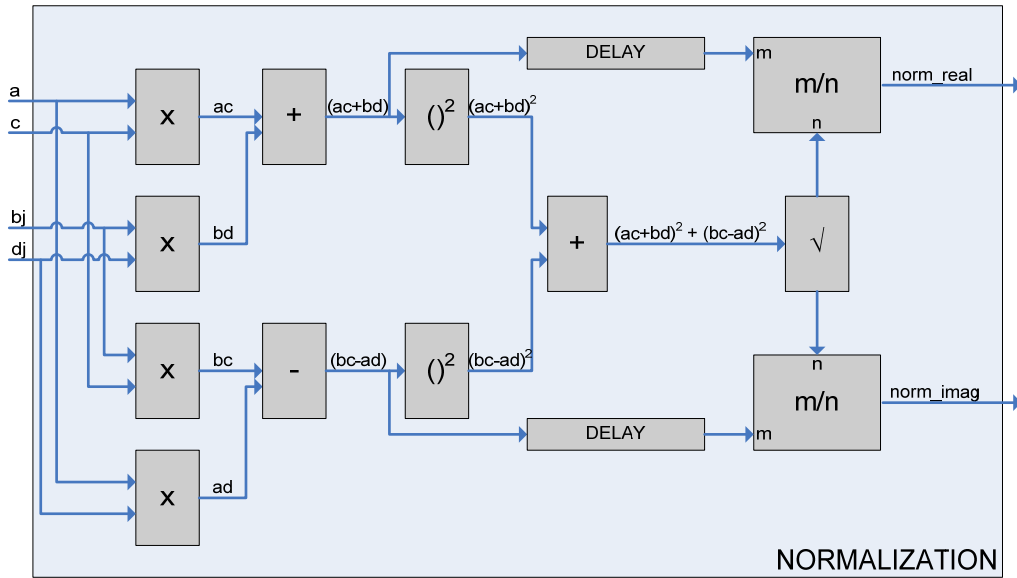 a
c
bj
dj
x
ac
+
(ac+bd)
()²
(ac+bd)²
DELAY
m
m/n
n
norm_real
x
bd
+
(ac+bd)² + (bc-ad)²
√
x
bc
-
(bc-ad)
()²
(bc-ad)²
n
m/n
m
norm_imag
DELAY
x
ad
NORMALIZATION